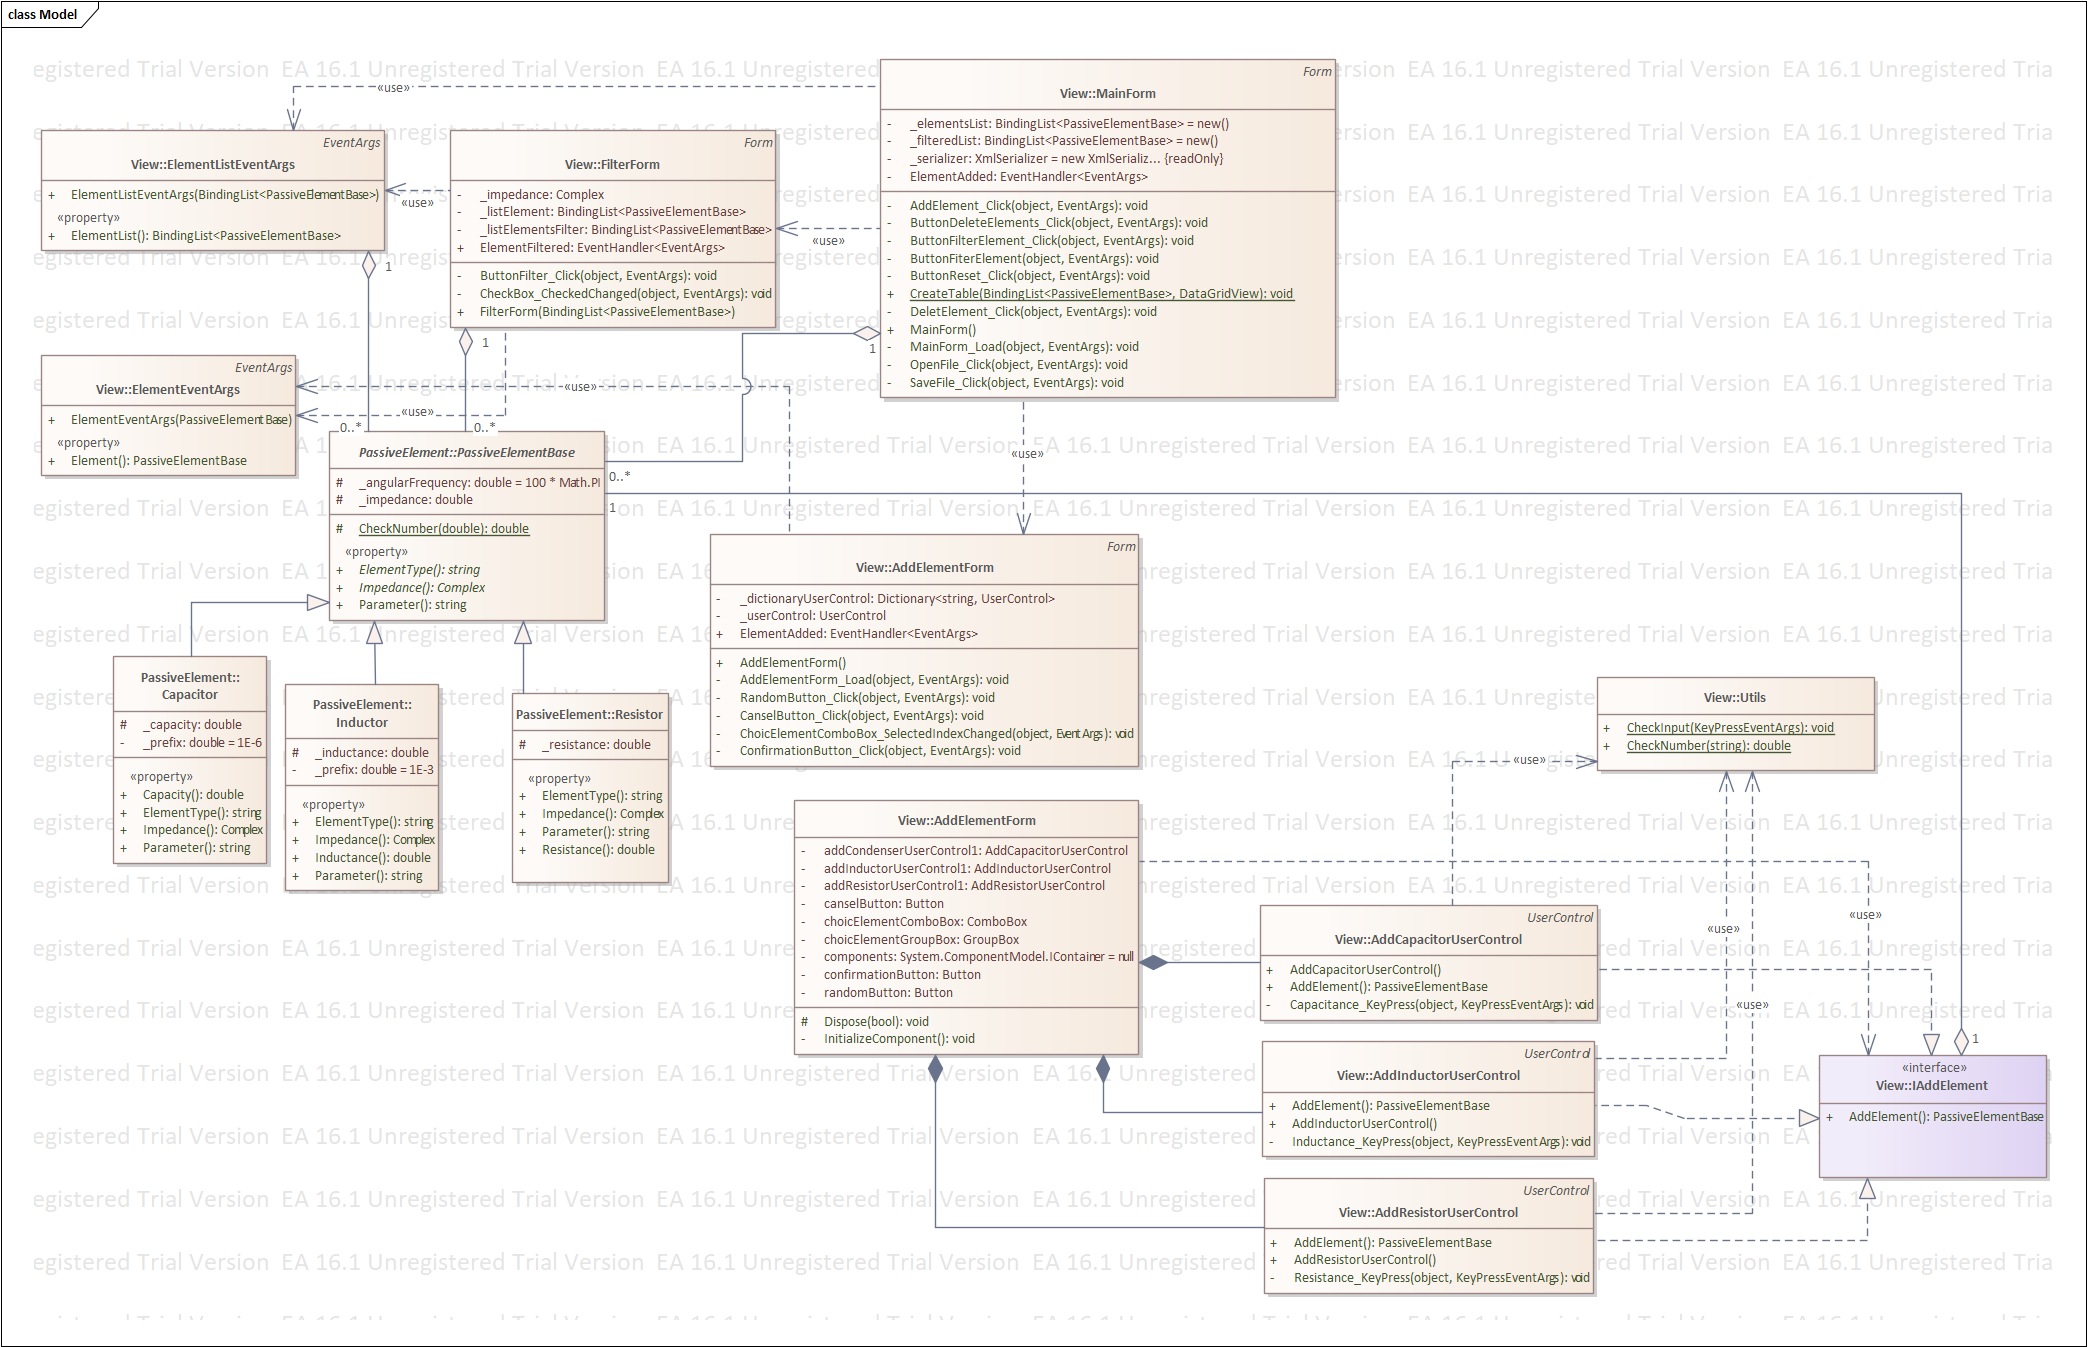 class Model
Form
View::MainForm
- _elementsList: BindingList<PassiveElementBase> = new()
- _filteredList: BindingList<PassiveElementBase> = new()
- _serializer: XmlSerializer = new XmlSerializ... {readOnly}
- ElementAdded: EventHandler<EventArgs>
- AddElement_Click(object, EventArgs): void
- ButtonDeleteElements_Click(object, EventArgs): void
- ButtonFilterElement_Click(object, EventArgs): void
- ButtonFiterElement(object, EventArgs): void
- ButtonReset_Click(object, EventArgs): void
+ CreateTable(BindingList<PassiveElementBase>, DataGridView): void
- DeletElement_Click(object, EventArgs): void
+ MainForm()
- MainForm_Load(object, EventArgs): void
- OpenFile_Click(object, EventArgs): void
- SaveFile_Click(object, EventArgs): void
«use»
EventArgs
View::ElementListEventArgs
+ ElementListEventArgs(BindingList<PassiveElementBase>)
«property»
+ ElementList(): BindingList<PassiveElementBase>
1
«use»
Form
View::FilterForm
- _impedance: Complex
- _listElement: BindingList<PassiveElementBase>
- _listElementsFilter: BindingList<PassiveElementBase>
+ ElementFiltered: EventHandler<EventArgs>
- ButtonFilter_Click(object, EventArgs): void
- CheckBox_CheckedChanged(object, EventArgs): void
+ FilterForm(BindingList<PassiveElementBase>)
1
«use»
1
EventArgs
View::ElementEventArgs
+ ElementEventArgs(PassiveElementBase)
«property»
+ Element(): PassiveElementBase
«use»
«use»
0..*
0..*
PassiveElement::PassiveElementBase
# _angularFrequency: double = 100 * Math.PI
# _impedance: double
# CheckNumber(double): double
«property»
+ ElementType(): string
+ Impedance(): Complex
+ Parameter(): string
0..*
1
«use»
Form
View::AddElementForm
- _dictionaryUserControl: Dictionary<string, UserControl>
- _userControl: UserControl
+ ElementAdded: EventHandler<EventArgs>
+ AddElementForm()
- AddElementForm_Load(object, EventArgs): void
- RandomButton_Click(object, EventArgs): void
- CanselButton_Click(object, EventArgs): void
- ChoicElementComboBox_SelectedIndexChanged(object, EventArgs): void
- ConfirmationButton_Click(object, EventArgs): void
PassiveElement::
Capacitor
# _capacity: double
- _prefix: double = 1E-6
«property»
+ Capacity(): double
+ ElementType(): string
+ Impedance(): Complex
+ Parameter(): string
PassiveElement::
Inductor
# _inductance: double
- _prefix: double = 1E-3
«property»
+ ElementType(): string
+ Impedance(): Complex
+ Inductance(): double
+ Parameter(): string
PassiveElement::Resistor
# _resistance: double
«property»
+ ElementType(): string
+ Impedance(): Complex
+ Parameter(): string
+ Resistance(): double
View::Utils
+ CheckInput(KeyPressEventArgs): void
+ CheckNumber(string): double
«use»
View::AddElementForm
- addCondenserUserControl1: AddCapacitorUserControl
- addInductorUserControl1: AddInductorUserControl
- addResistorUserControl1: AddResistorUserControl
- canselButton: Button
- choicElementComboBox: ComboBox
- choicElementGroupBox: GroupBox
- components: System.ComponentModel.IContainer = null
- confirmationButton: Button
- randomButton: Button
# Dispose(bool): void
- InitializeComponent(): void
«use»
«use»
«use»
UserControl
View::AddCapacitorUserControl
+ AddCapacitorUserControl()
+ AddElement(): PassiveElementBase
- Capacitance_KeyPress(object, KeyPressEventArgs): void
UserControl
View::AddInductorUserControl
+ AddElement(): PassiveElementBase
+ AddInductorUserControl()
- Inductance_KeyPress(object, KeyPressEventArgs): void
UserControl
View::AddResistorUserControl
+ AddElement(): PassiveElementBase
+ AddResistorUserControl()
- Resistance_KeyPress(object, KeyPressEventArgs): void
1
«interface»
View::IAddElement
+ AddElement(): PassiveElementBase
EA 16.1 Unregistered Trial Version